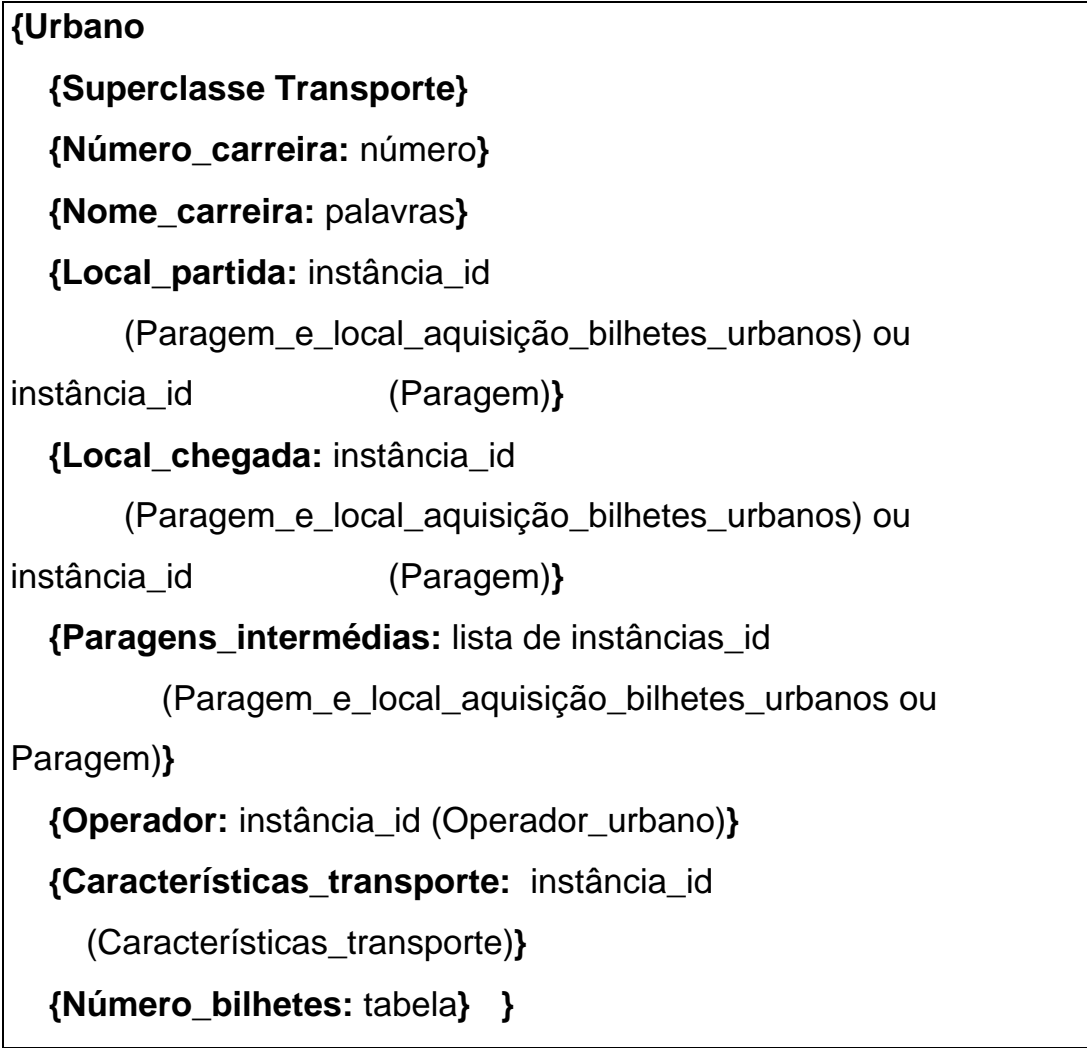 {Urbano
{Superclasse Transporte}
{Número_carreira: número}
{Nome_carreira: palavras}
{Local_partida: instância_id
(Paragem_e_local_aquisição_bilhetes_urbanos) ou
instância_id (Paragem)}
{Local_chegada: instância_id
(Paragem_e_local_aquisição_bilhetes_urbanos) ou
instância_id (Paragem)}
{Paragens_intermédias: lista de instâncias_id
(Paragem_e_local_aquisição_bilhetes_urbanos ou
Paragem)}
{Operador: instância_id (Operador_urbano)}
{Características_transporte: instância_id
(Características_transporte)}
{Número_bilhetes: tabela} }